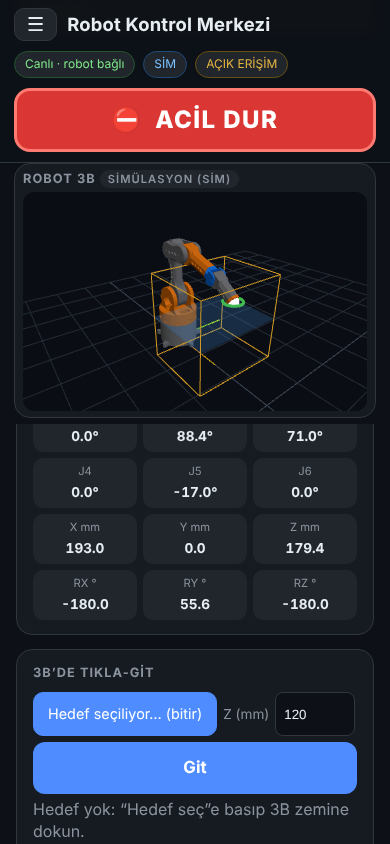 ☰ Robot Kontrol Merkezi
Canlı · robot bağlı SİM AÇIK ERİŞİM
⛔ ACİL DUR
ROBOT 3B SİMÜLASYON (SİM)
0.0° 88.4° 71.0°
J4 J5 J6
0.0° -17.0° 0.0°
X mm Y mm Z mm
193.0 0.0 179.4
RX ° RY ° RZ °
-180.0 55.6 -180.0
3B’DE TIKLA-GİT
Hedef seçiliyor… (bitir) Z (mm) 120
Git
Hedef yok: “Hedef seç”e basıp 3B zemine
dokun.